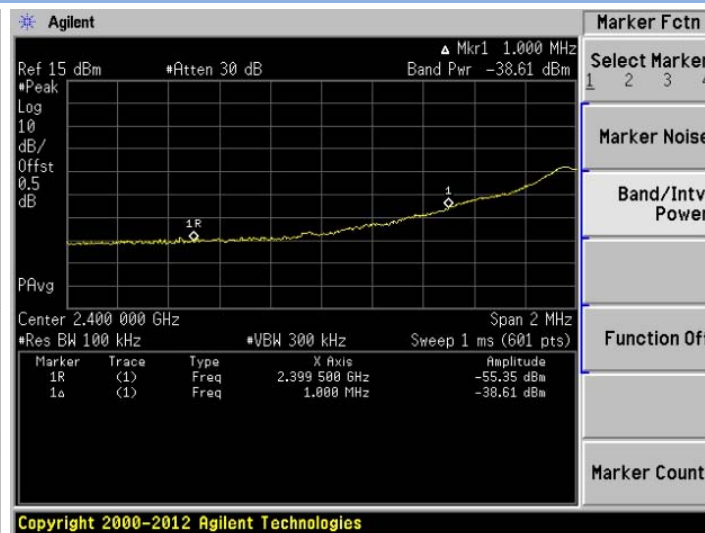 Agilent
Marker Fctn
▵ Mkr1 1.000 MHz
Ref 15 dBm #Atten 30 dB Band Pwr -38.61 dBm
#Peak
Log
10
dB/
Offst
0.5
dB
1R
1
PAvg
Center 2.400 000 GHz Span 2 MHz
#Res BW 100 kHz #VBW 300 kHz Sweep 1 ms (601 pts)
Marker Trace Type X Axis Amplitude
1R (1) Freq 2.399 500 GHz -55.35 dBm
1▵ (1) Freq 1.000 MHz -38.61 dBm
Select Marker
1 2 3
Marker Noise
Band/Intv
Power
Function Off
Marker Count
Copyright 2000-2012 Agilent Technologies